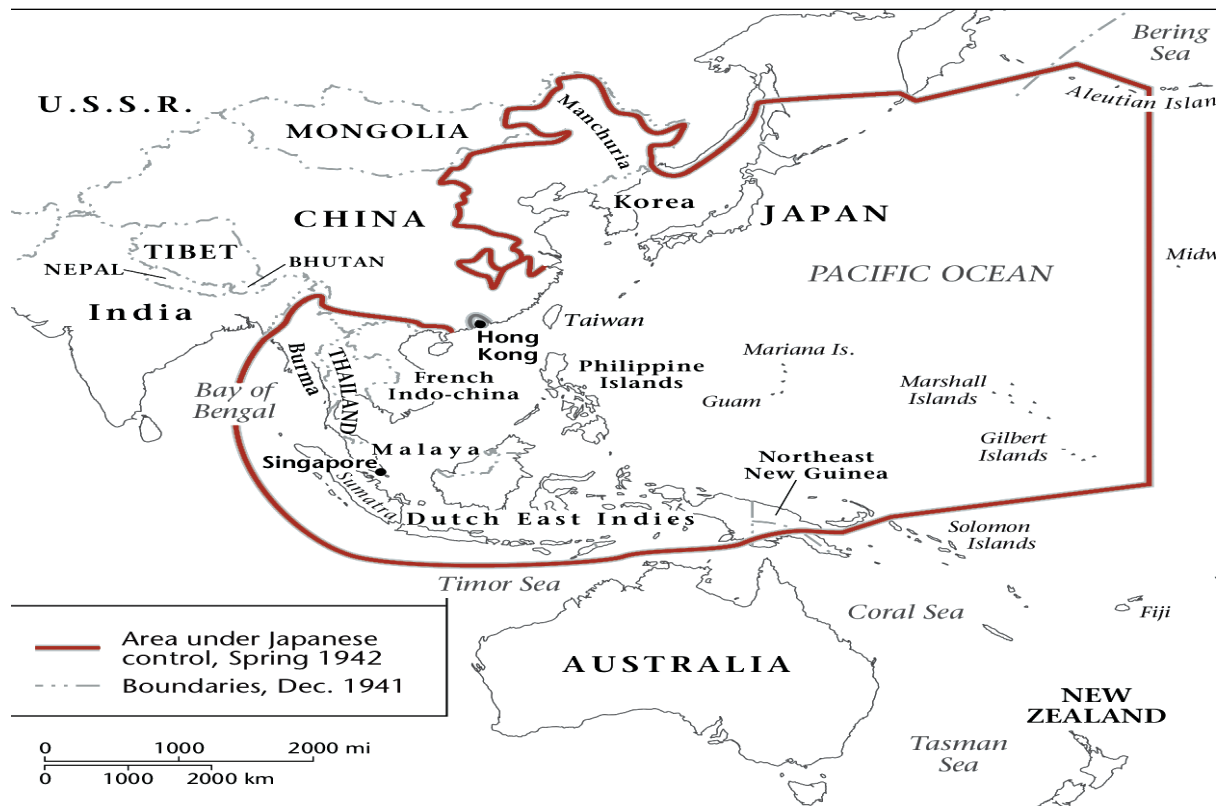 Bering
Sea
U.S.S.R.
Aleutian Islan
MONGOLIA
Manchuria
Korea
JAPAN
CHINA
TIBET
NEPAL
BHUTAN
PACIFIC OCEAN
Midw
India
Taiwan
Hong
Kong
Burma
THAILAND
Mariana Is.
Philippine
Islands
French
Indo-china
Bay of
Bengal
Guam
Marshall
Islands
Gilbert
Islands
Malaya
Singapore
Northeast
New Guinea
Sumatra
Dutch East Indies
Solomon
Islands
Timor Sea
Coral Sea
Fiji
Area under Japanese
control, Spring 1942
Boundaries, Dec. 1941
AUSTRALIA
NEW
ZEALAND
Tasman
Sea
0 1000 2000 mi
0 1000 2000 km